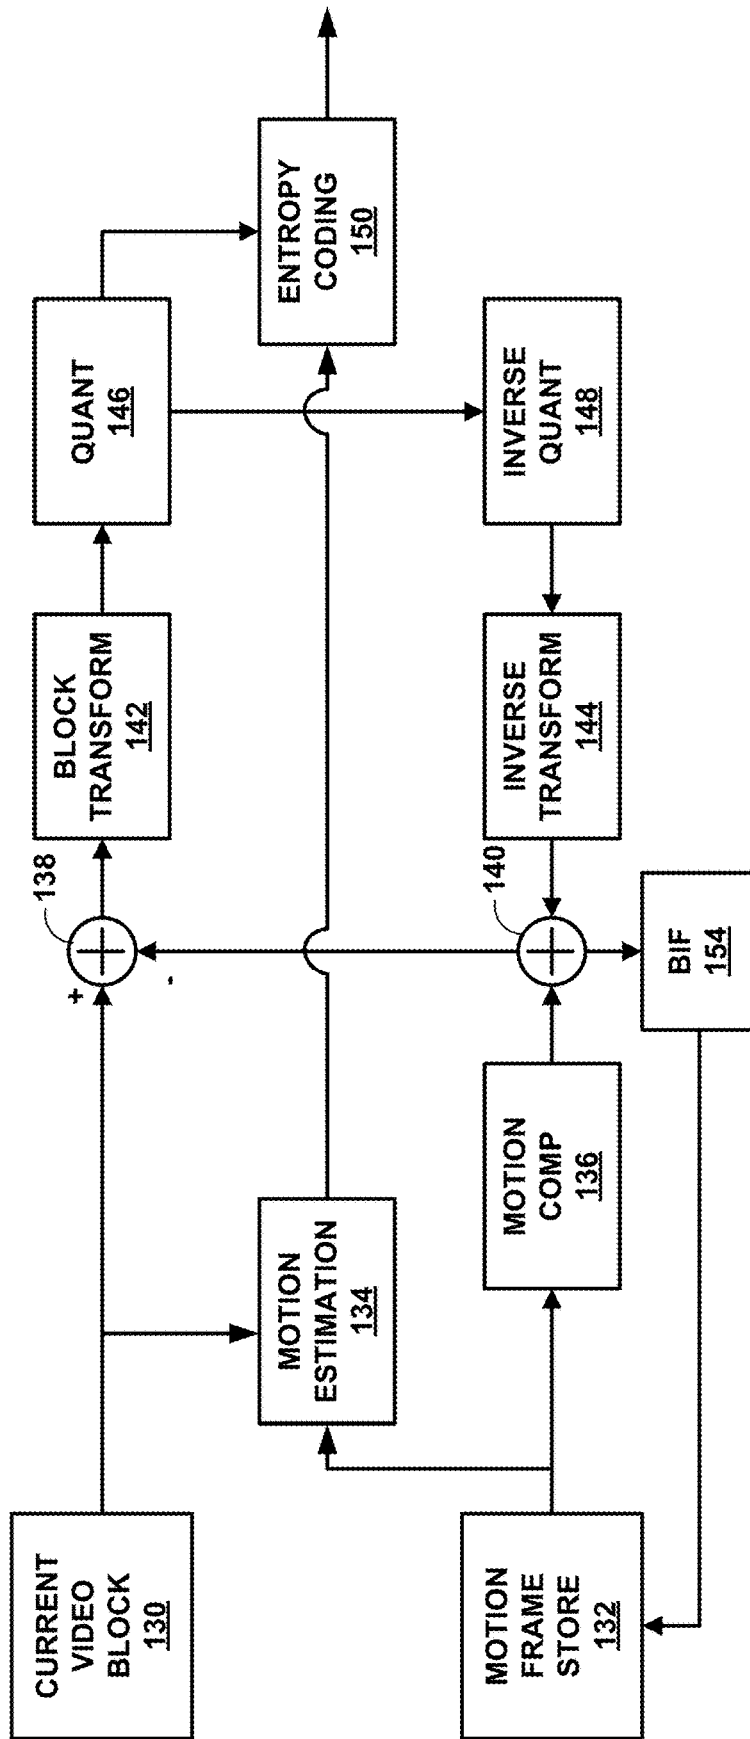 CURRENT
VIDEO
BLOCK
130
+
-
138
BLOCK
TRANSFORM
142
QUANT
146
MOTION
ESTIMATION
134
ENTROPY
CODING
150
MOTION
FRAME
STORE
132
MOTION
COMP
136
140
INVERSE
TRANSFORM
144
INVERSE
QUANT
148
BIF
154